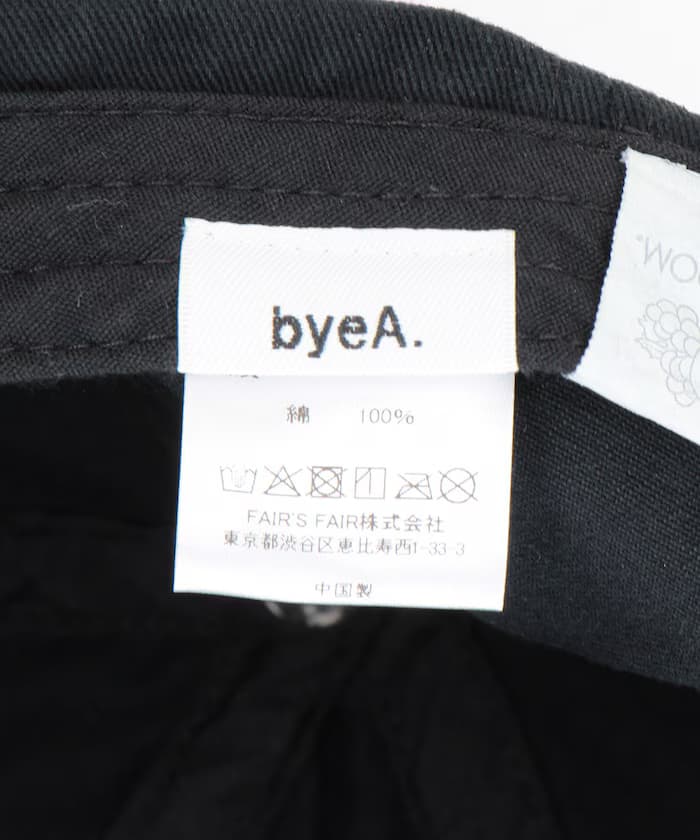 byeA.
綿 100%
FAIR'S FAIR株式会社
東京都渋谷区恵比寿西1-33-3
中国製
OM.